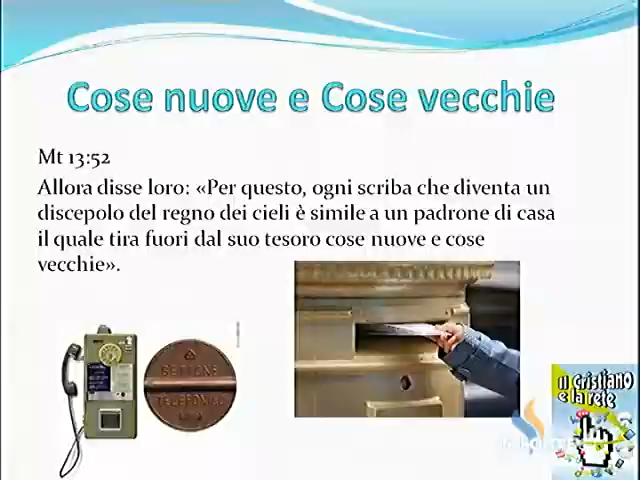 Cose nuove e Cose vecchie
Mt 13:52
Allora disse loro: «Per questo, ogni scriba che diventa un
discepolo del regno dei cieli è simile a un padrone di casa
il quale tira fuori dal suo tesoro cose nuove e cose
vecchie».
GETTONE
TELEFONICO
Il cristiano
e la rete